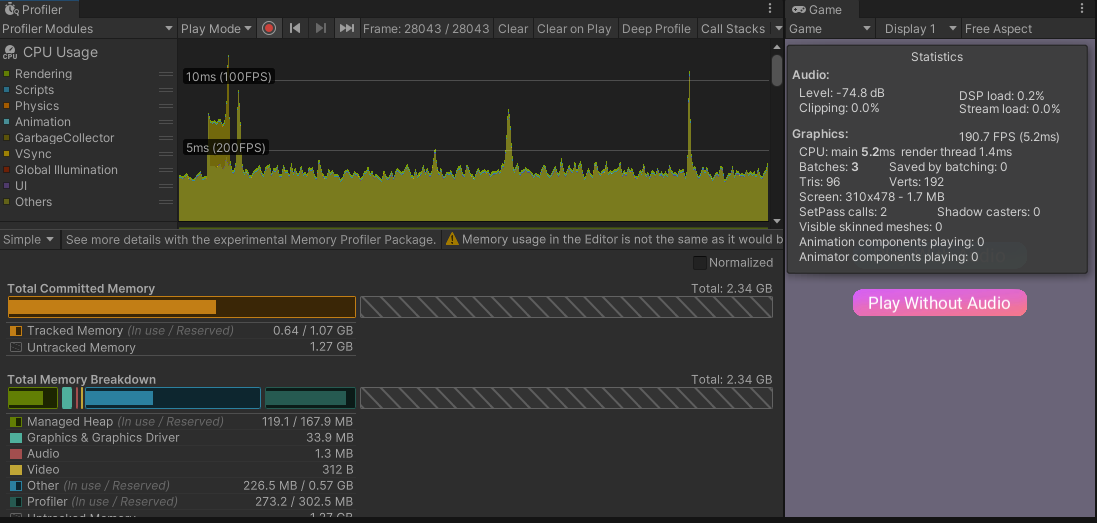 Profiler
Profiler Modules
Play Mode
Frame: 28043 / 28043
Clear
Clear on Play
Deep Profile
Call Stacks
CPU
CPU Usage
Rendering
Scripts
Physics
Animation
GarbageCollector
VSync
Global Illumination
UI
Others
10ms (100FPS)
5ms (200FPS)
Simple
See more details with the experimental Memory Profiler Package.
Memory usage in the Editor is not the same as it would b
Normalized
Total Committed Memory
Total: 2.34 GB
Tracked Memory (In use / Reserved) 0.64 / 1.07 GB
Untracked Memory 1.27 GB
Total Memory Breakdown
Total: 2.34 GB
Managed Heap (In use / Reserved) 119.1 / 167.9 MB
Graphics & Graphics Driver 33.9 MB
Audio 1.3 MB
Video 312 B
Other (In use / Reserved) 226.5 MB / 0.57 GB
Profiler (In use / Reserved) 273.2 / 302.5 MB
Untracked Memory 1.27 GB
Game
Game
Display 1
Free Aspect
Statistics
Audio:
Level: -74.8 dB DSP load: 0.2%
Clipping: 0.0% Stream load: 0.0%
Graphics: 190.7 FPS (5.2ms)
CPU: main 5.2ms render thread 1.4ms
Batches: 3 Saved by batching: 0
Tris: 96 Verts: 192
Screen: 310x478 - 1.7 MB
SetPass calls: 2 Shadow casters: 0
Visible skinned meshes: 0
Animation components playing: 0
Animator components playing: 0
Play Without Audio